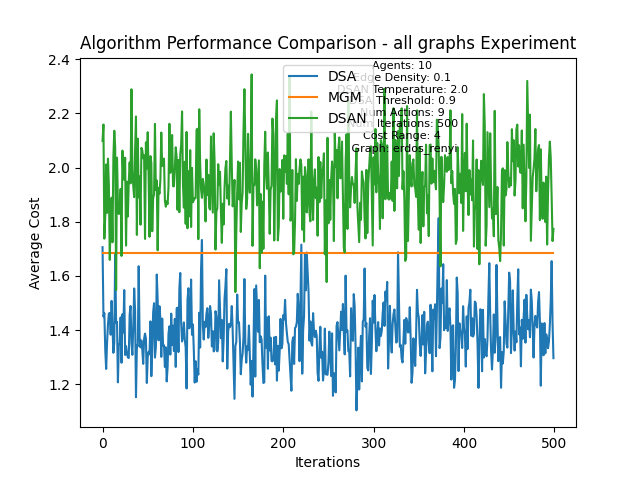 Algorithm Performance Comparison - all graphs Experiment
Agents: 10
Edge Density: 0.1
DSAN Temperature: 2.0
DSA Threshold: 0.9
Num Actions: 9
Num Iterations: 500
Cost Range: 4
Graph: erdos_renyi
DSA
MGM
DSAN
Average Cost
2.4
2.2
2.0
1.8
1.6
1.4
1.2
0
100
200
300
400
500
Iterations